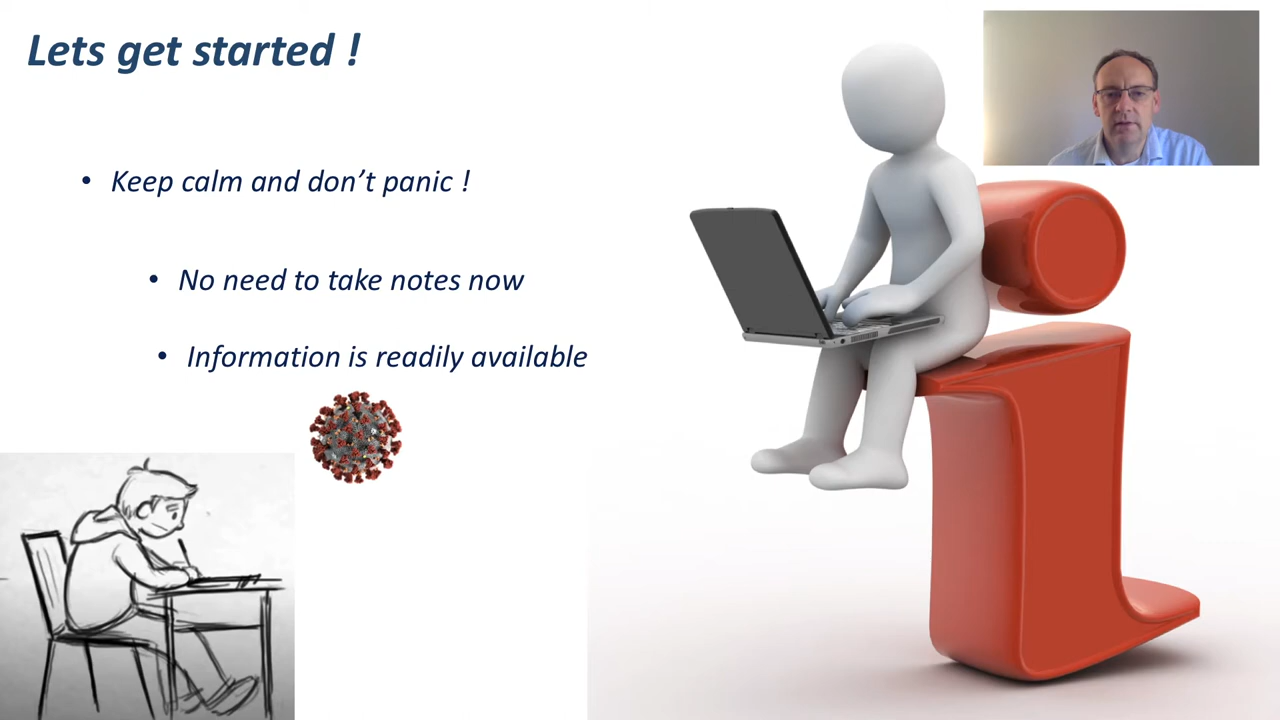 Lets get started !
• Keep calm and don’t panic !
• No need to take notes now
• Information is readily available